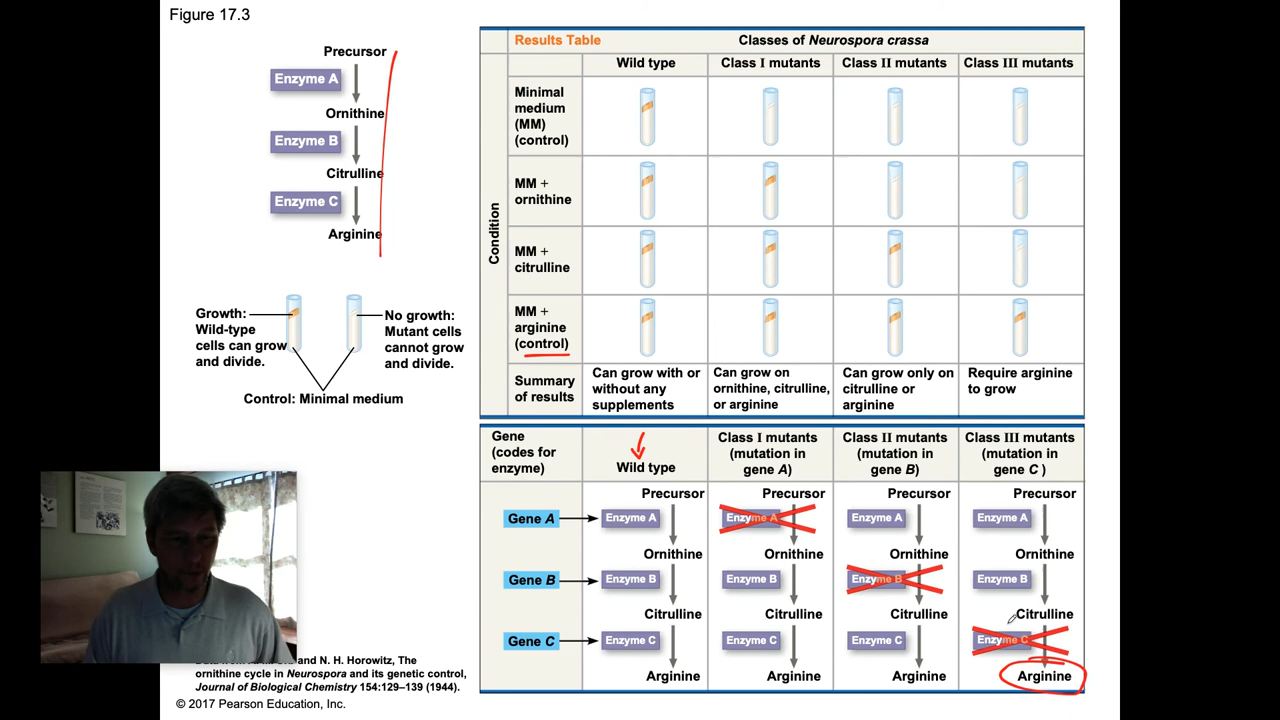 Figure 17.3
Precursor
Enzyme A
Ornithine
Enzyme B
Citrulline
Enzyme C
Arginine
Growth:
Wild-type
cells can grow
and divide.
No growth:
Mutant cells
cannot grow
and divide.
Control: Minimal medium
Results Table
Classes of Neurospora crassa
Wild type
Class I mutants
Class II mutants
Class III mutants
Condition
Minimal
medium
(MM)
(control)
MM +
ornithine
MM +
citrulline
MM +
arginine
(control)
Summary
of results
Can grow with or
without any
supplements
Can grow on
ornithine, citrulline,
or arginine
Can grow only on
citrulline or
arginine
Require arginine
to grow
Gene
(codes for
enzyme)
Wild type
Class I mutants
(mutation in
gene A)
Class II mutants
(mutation in
gene B)
Class III mutants
(mutation in
gene C )
Precursor
Precursor
Precursor
Precursor
Gene A
Enzyme A
Enzyme A
Enzyme A
Enzyme A
Ornithine
Ornithine
Ornithine
Ornithine
Gene B
Enzyme B
Enzyme B
Enzyme B
Enzyme B
Citrulline
Citrulline
Citrulline
Citrulline
Gene C
Enzyme C
Enzyme C
Enzyme C
Enzyme C
Arginine
Arginine
Arginine
Arginine
and N. H. Horowitz, The
ornithine cycle in Neurospora and its genetic control,
Journal of Biological Chemistry 154:129–139 (1944).
© 2017 Pearson Education, Inc.